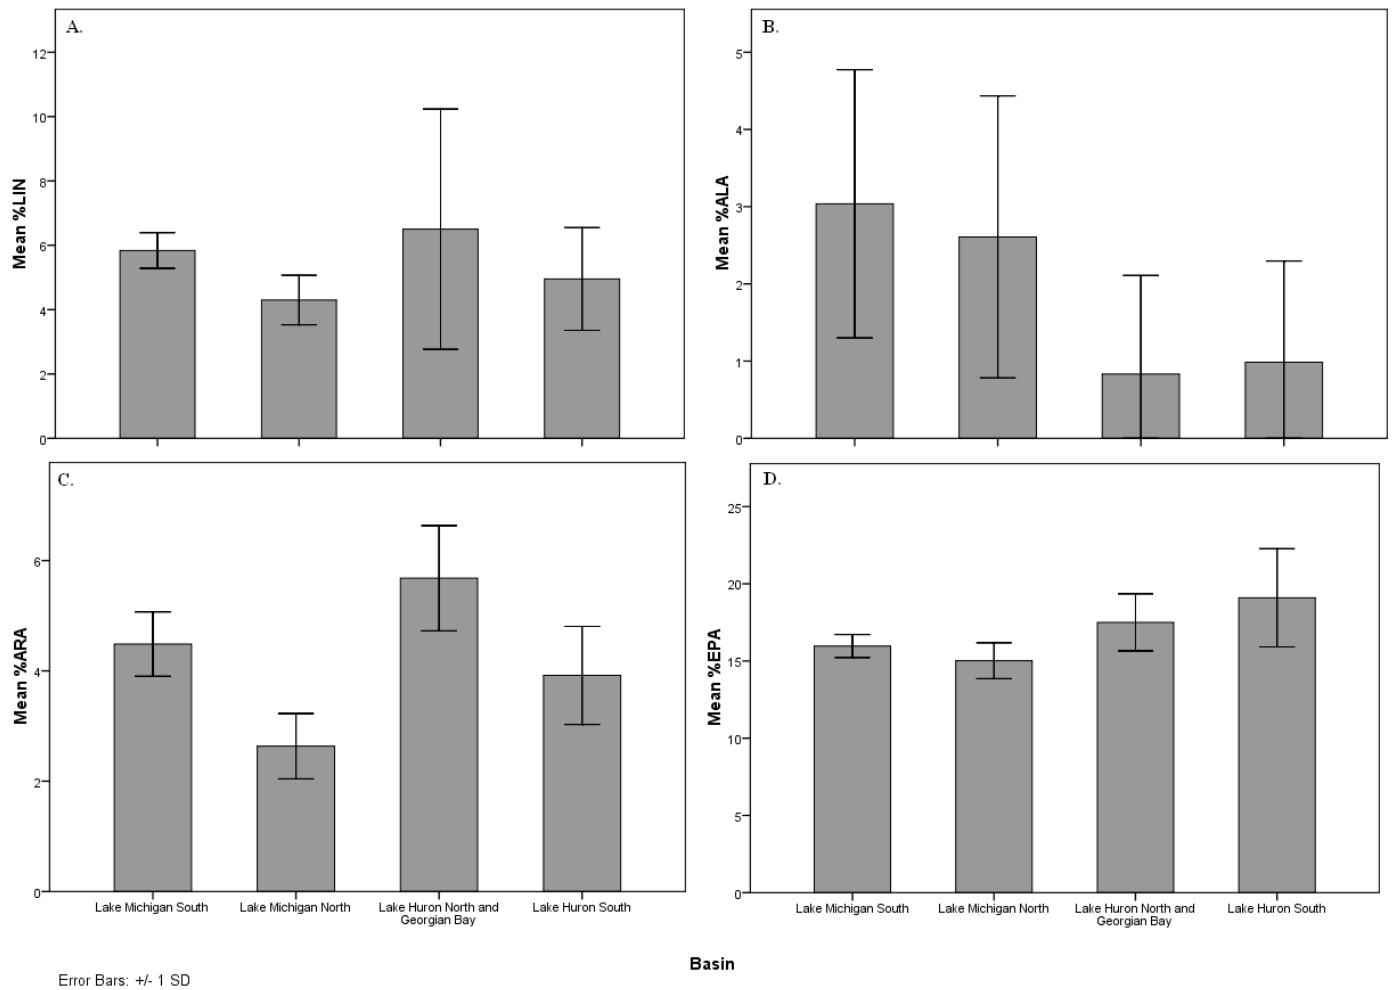 A.
Mean %LIN
12
10
8
6
4
2
0
B.
Mean %ALA
5
4
3
2
1
0
C.
Mean %ARA
6
4
2
0
Lake Michigan South
Lake Michigan North
Lake Huron North and
Georgian Bay
Lake Huron South
D.
Mean %EPA
25
20
15
10
5
0
Lake Michigan South
Lake Michigan North
Lake Huron North and
Georgian Bay
Lake Huron South
Basin
Error Bars: +/- 1 SD